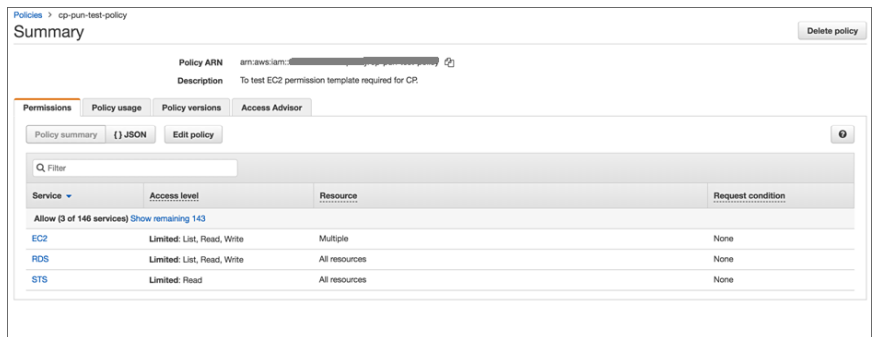 Policies > cp-pun-test-policy
Summary
Delete policy
Policy ARN arn:aws:iam::
Description To test EC2 permission template required for CP.
Permissions Policy usage Policy versions Access Advisor
Policy summary { } JSON Edit policy
Filter
Service Access level Resource Request condition
Allow (3 of 146 services) Show remaining 143
EC2 Limited: List, Read, Write Multiple None
RDS Limited: List, Read, Write All resources None
STS Limited: Read All resources None